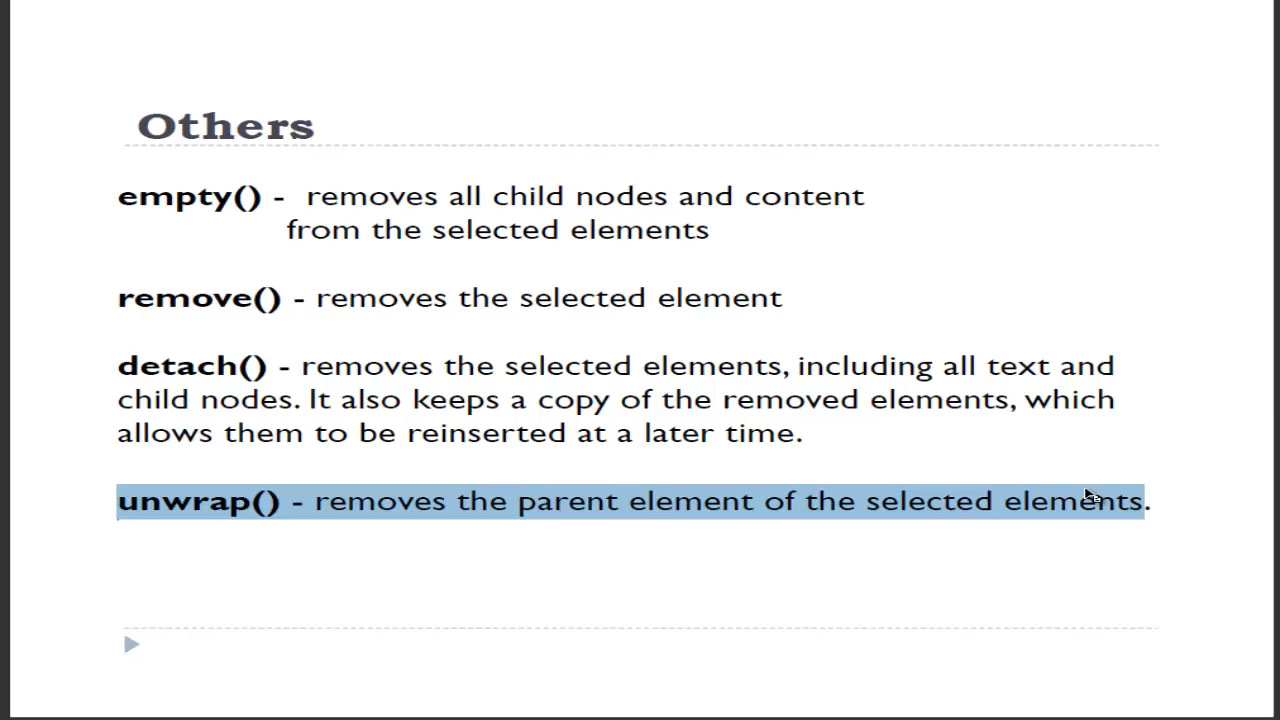 Others
empty() - removes all child nodes and content
from the selected elements
remove() - removes the selected element
detach() - removes the selected elements, including all text and
child nodes. It also keeps a copy of the removed elements, which
allows them to be reinserted at a later time.
unwrap() - removes the parent element of the selected elements.